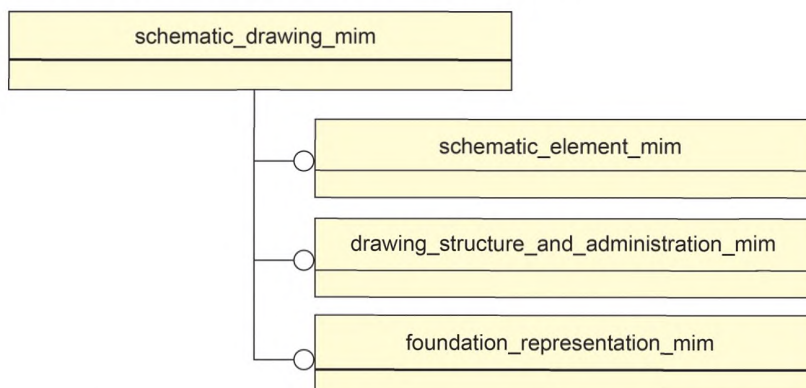 schematic_drawing_mim
schematic_element_mim
drawing_structure_and_administration_mim
foundation_representation_mim